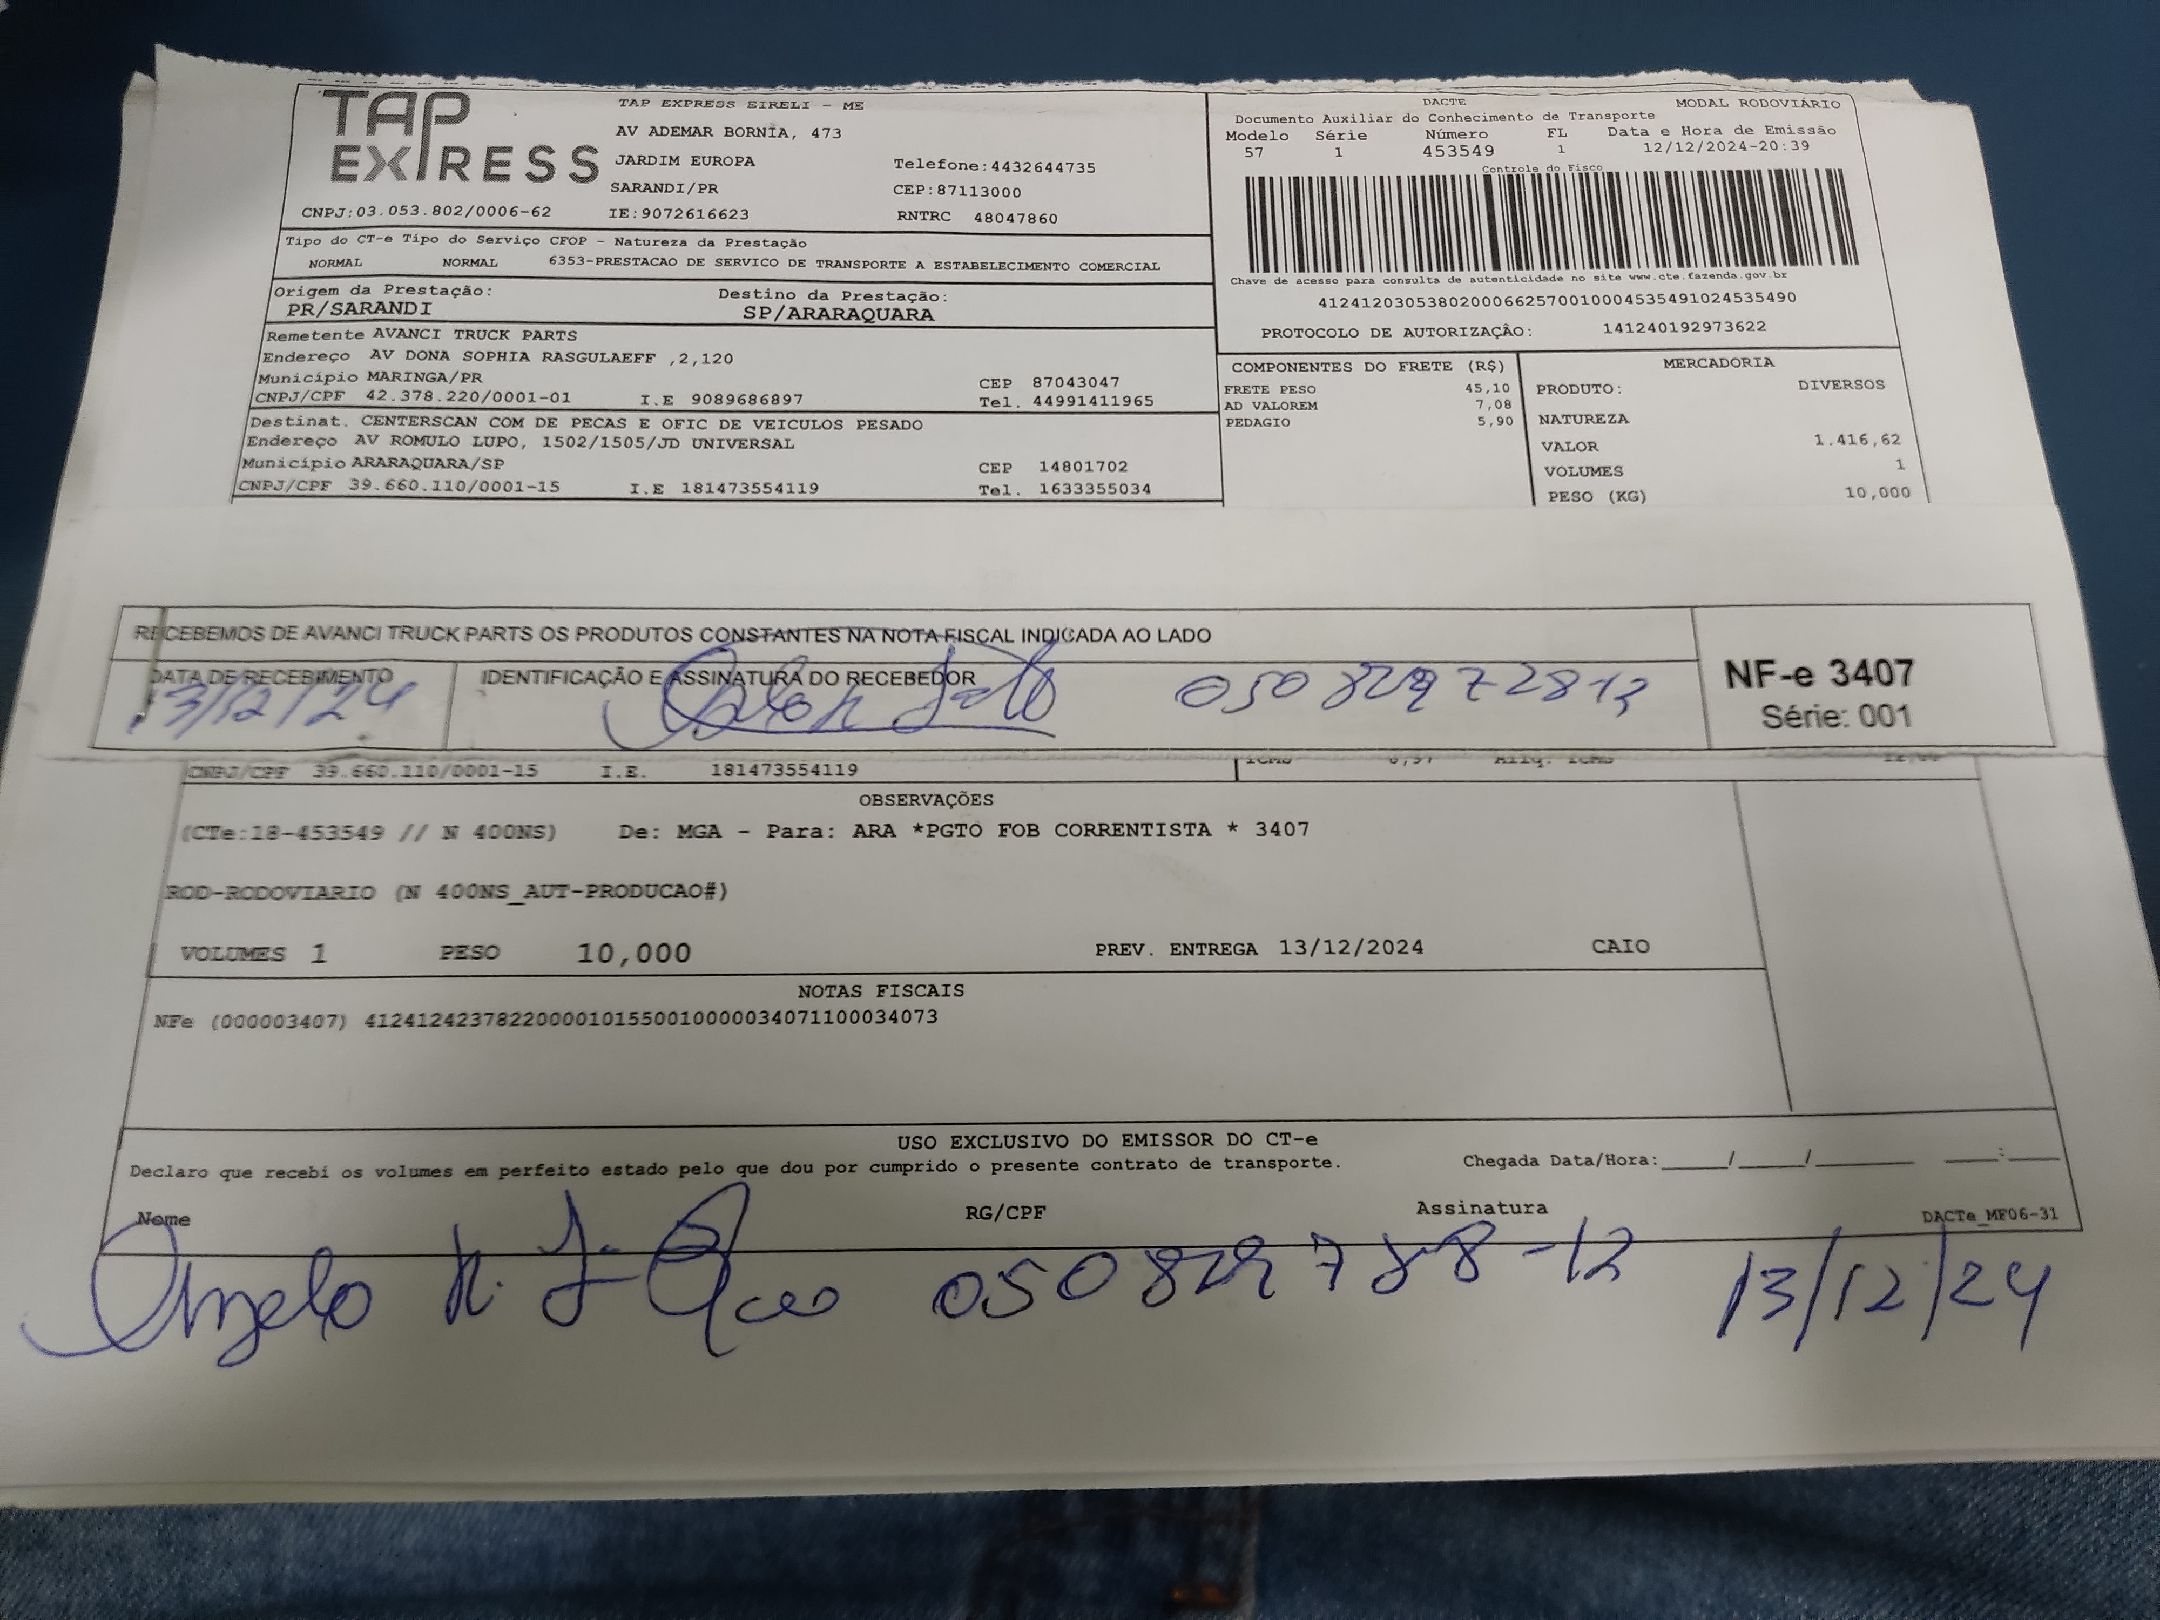 TAP EXPRESS
TAP EXPRESS EIRELI - ME
AV ADEMAR BORNIA, 473
JARDIM EUROPA Telefone:4432644735
SARANDI/PR CEP:87113000
CNPJ:03.053.802/0006-62 IE:9072616623 RNTRC 48047860
DACTE MODAL RODOVIÁRIO
Documento Auxiliar do Conhecimento de Transporte
Modelo Série Número FL Data e Hora de Emissão
57 1 453549 1 12/12/2024-20:39
Controle do Fisco
Chave de acesso para consulta de autenticidade no site www.cte.fazenda.gov.br
41241203053802000662570010004535491024535490
PROTOCOLO DE AUTORIZAÇÃO: 141240192973622
Tipo do CT-e Tipo do Serviço CFOP - Natureza da Prestação
NORMAL NORMAL 6353-PRESTACAO DE SERVICO DE TRANSPORTE A ESTABELECIMENTO COMERCIAL
Origem da Prestação: Destino da Prestação:
PR/SARANDI SP/ARARAQUARA
Remetente AVANCI TRUCK PARTS
Endereço AV DONA SOPHIA RASGULAEFF ,2,120
Município MARINGA/PR CEP 87043047
CNPJ/CPF 42.378.220/0001-01 I.E 9089686897 Tel. 44991411965
Destinat. CENTERSCAN COM DE PECAS E OFIC DE VEICULOS PESADO
Endereço AV ROMULO LUPO, 1502/1505/JD UNIVERSAL
Município ARARAQUARA/SP CEP 14801702
CNPJ/CPF 39.660.110/0001-15 I.E 181473554119 Tel. 1633355034
COMPONENTES DO FRETE (R$)
FRETE PESO 45,10
AD VALOREM 7,08
PEDAGIO 5,90
MERCADORIA
PRODUTO: DIVERSOS
NATUREZA
VALOR 1.416,62
VOLUMES 1
PESO (KG) 10,000
RECEBEMOS DE AVANCI TRUCK PARTS OS PRODUTOS CONSTANTES NA NOTA FISCAL INDICADA AO LADO
DATA DE RECEBIMENTO IDENTIFICAÇÃO E ASSINATURA DO RECEBEDOR
13/12/24
NF-e 3407
Série: 001
CNPJ/CPF 39.660.110/0001-15 I.E. 181473554119
OBSERVAÇÕES
(CTe:18-453549 // N 400NS) De: MGA - Para: ARA *PGTO FOB CORRENTISTA * 3407
ROD-RODOVIARIO (N 400NS_AUT-PRODUCAO#)
VOLUMES 1 PESO 10,000 PREV. ENTREGA 13/12/2024 CAIO
NOTAS FISCAIS
NFe (000003407) 41241242378220000101550010000034071100034073
USO EXCLUSIVO DO EMISSOR DO CT-e
Declaro que recebi os volumes em perfeito estado pelo que dou por cumprido o presente contrato de transporte. Chegada Data/Hora:____/____/______ ___:___
Nome RG/CPF Assinatura DACTe_MF06-31
Angelo 13/12/24